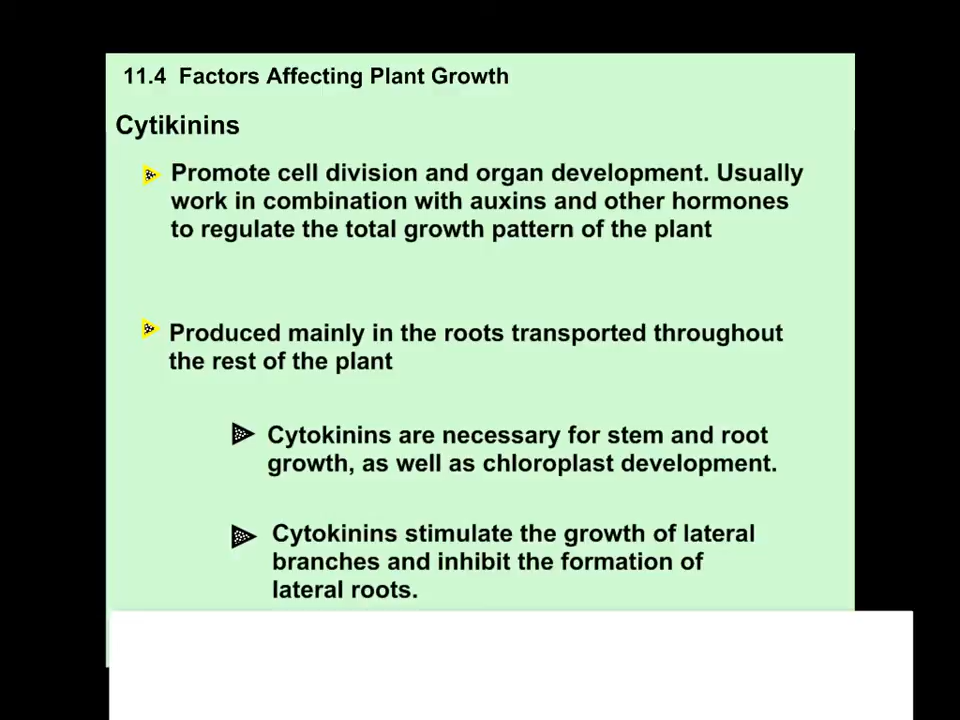 11.4 Factors Affecting Plant Growth
Cytikinins
Promote cell division and organ development. Usually
work in combination with auxins and other hormones
to regulate the total growth pattern of the plant
Produced mainly in the roots transported throughout
the rest of the plant
Cytokinins are necessary for stem and root
growth, as well as chloroplast development.
Cytokinins stimulate the growth of lateral
branches and inhibit the formation of
lateral roots.